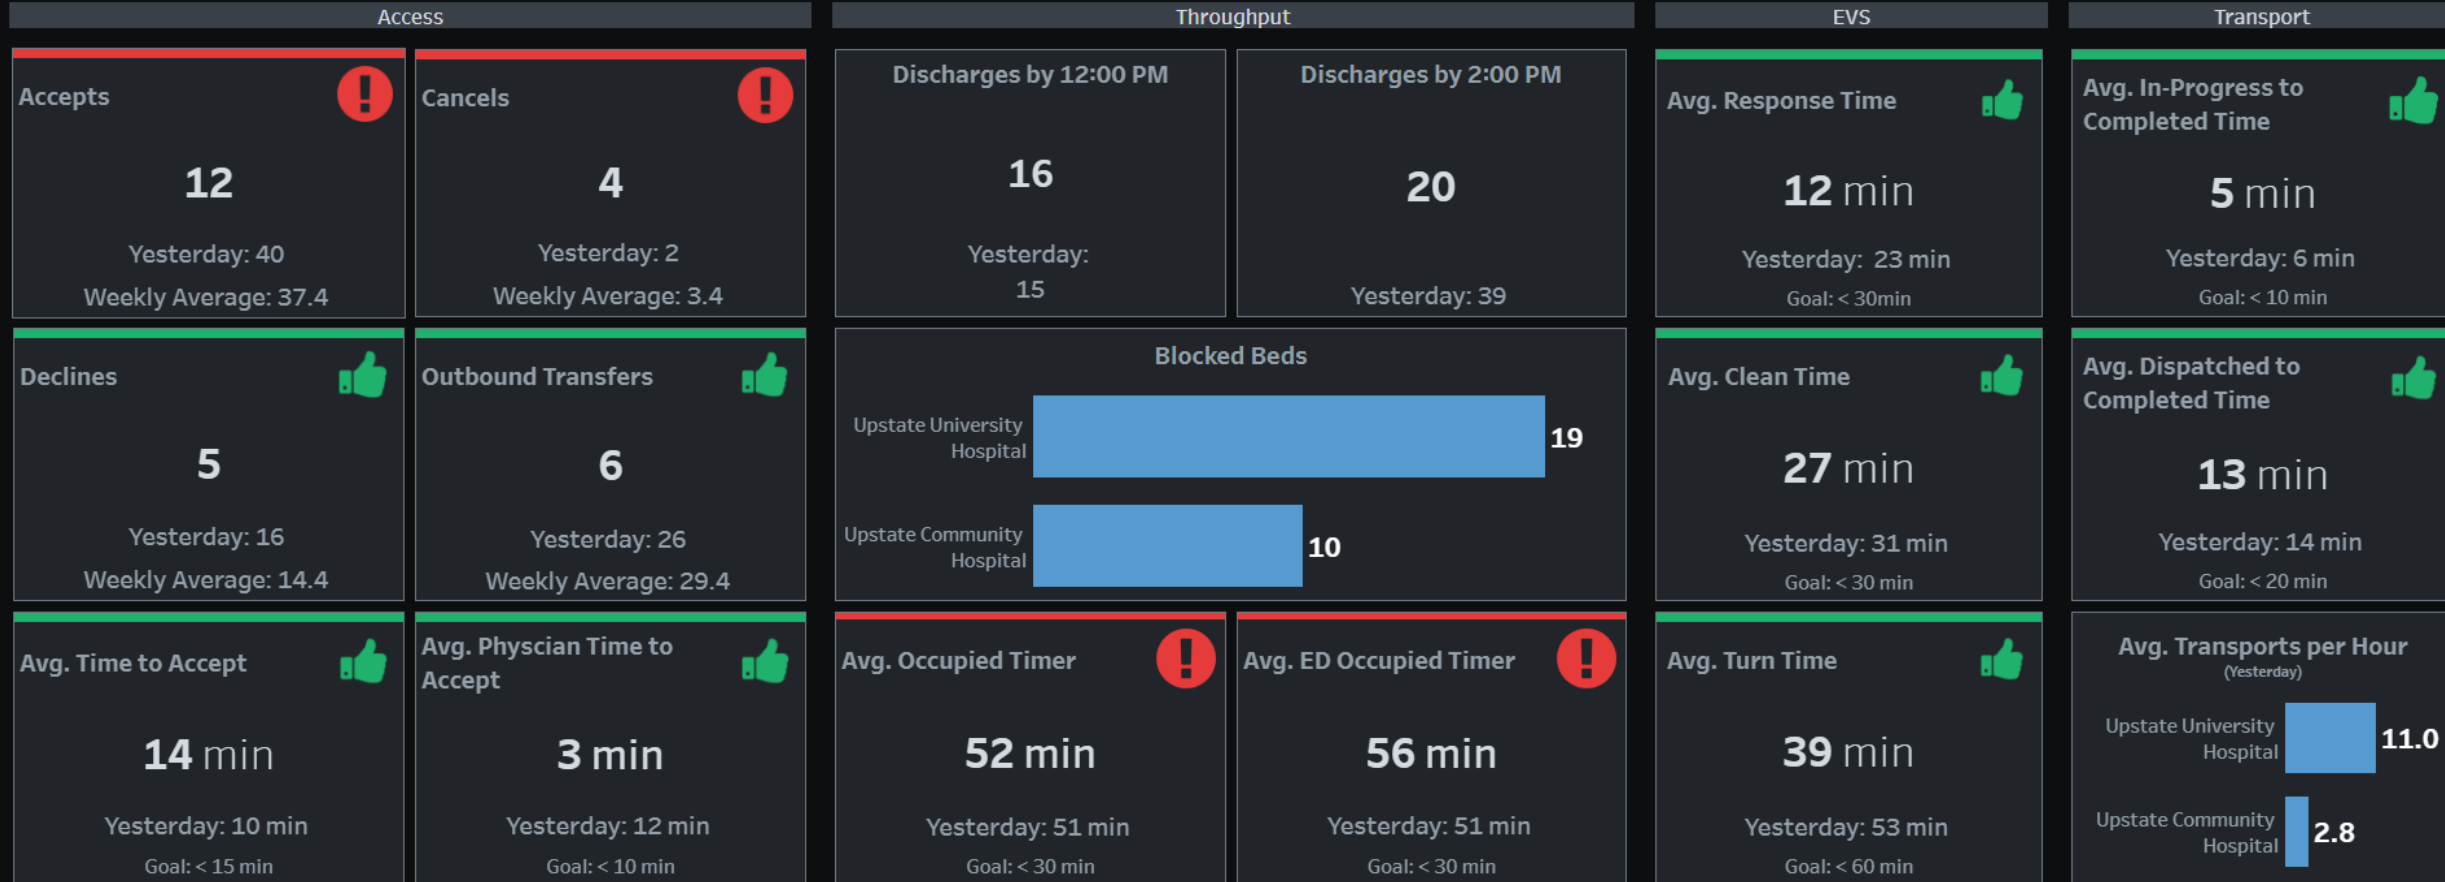 Access
Accepts
12
Yesterday: 40
Weekly Average: 37.4
Cancels
4
Yesterday: 2
Weekly Average: 3.4
Declines
5
Yesterday: 16
Weekly Average: 14.4
Outbound Transfers
6
Yesterday: 26
Weekly Average: 29.4
Avg. Time to Accept
14 min
Yesterday: 10 min
Goal: < 15 min
Avg. Physcian Time to
Accept
3 min
Yesterday: 12 min
Goal: < 10 min
Throughput
Discharges by 12:00 PM
16
Yesterday:
15
Discharges by 2:00 PM
20
Yesterday: 39
Blocked Beds
Upstate University
Hospital
19
Upstate Community
Hospital
10
Avg. Occupied Timer
52 min
Yesterday: 51 min
Goal: < 30 min
Avg. ED Occupied Timer
56 min
Yesterday: 51 min
Goal: < 30 min
EVS
Avg. Response Time
12 min
Yesterday: 23 min
Goal: < 30min
Avg. Clean Time
27 min
Yesterday: 31 min
Goal: < 30 min
Avg. Turn Time
39 min
Yesterday: 53 min
Goal: < 60 min
Transport
Avg. In-Progress to
Completed Time
5 min
Yesterday: 6 min
Goal: < 10 min
Avg. Dispatched to
Completed Time
13 min
Yesterday: 14 min
Goal: < 20 min
Avg. Transports per Hour
(Yesterday)
Upstate University
Hospital
11.0
Upstate Community
Hospital
2.8